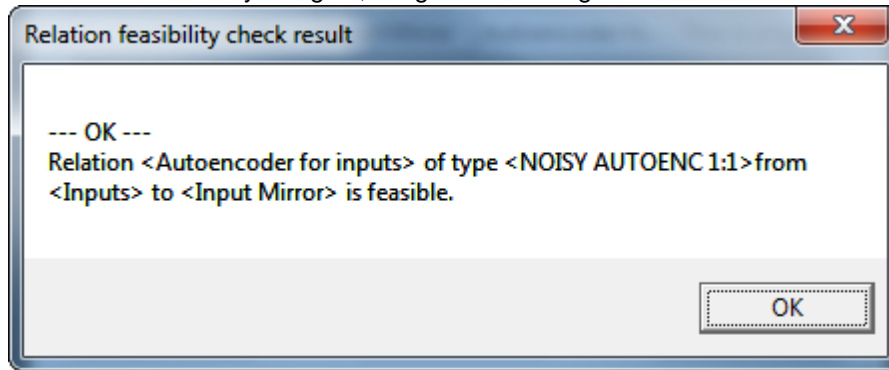 Relation feasibility check result
--- OK ---
Relation <Autoencoder for inputs> of type <NOISY AUTOENC 1:1>from
<Inputs> to <Input Mirror> is feasible.
OK